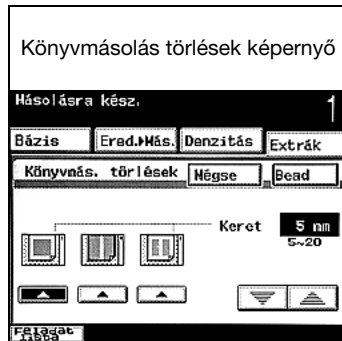 Könyvmásolás törlések képernyő
Másolásra kész. 1
Bázis Ered.▶Más. Denzitás Extrák
Könyvmás. törlések Mégse Bead
Keret 5 mm
5~20
Feladat
lista